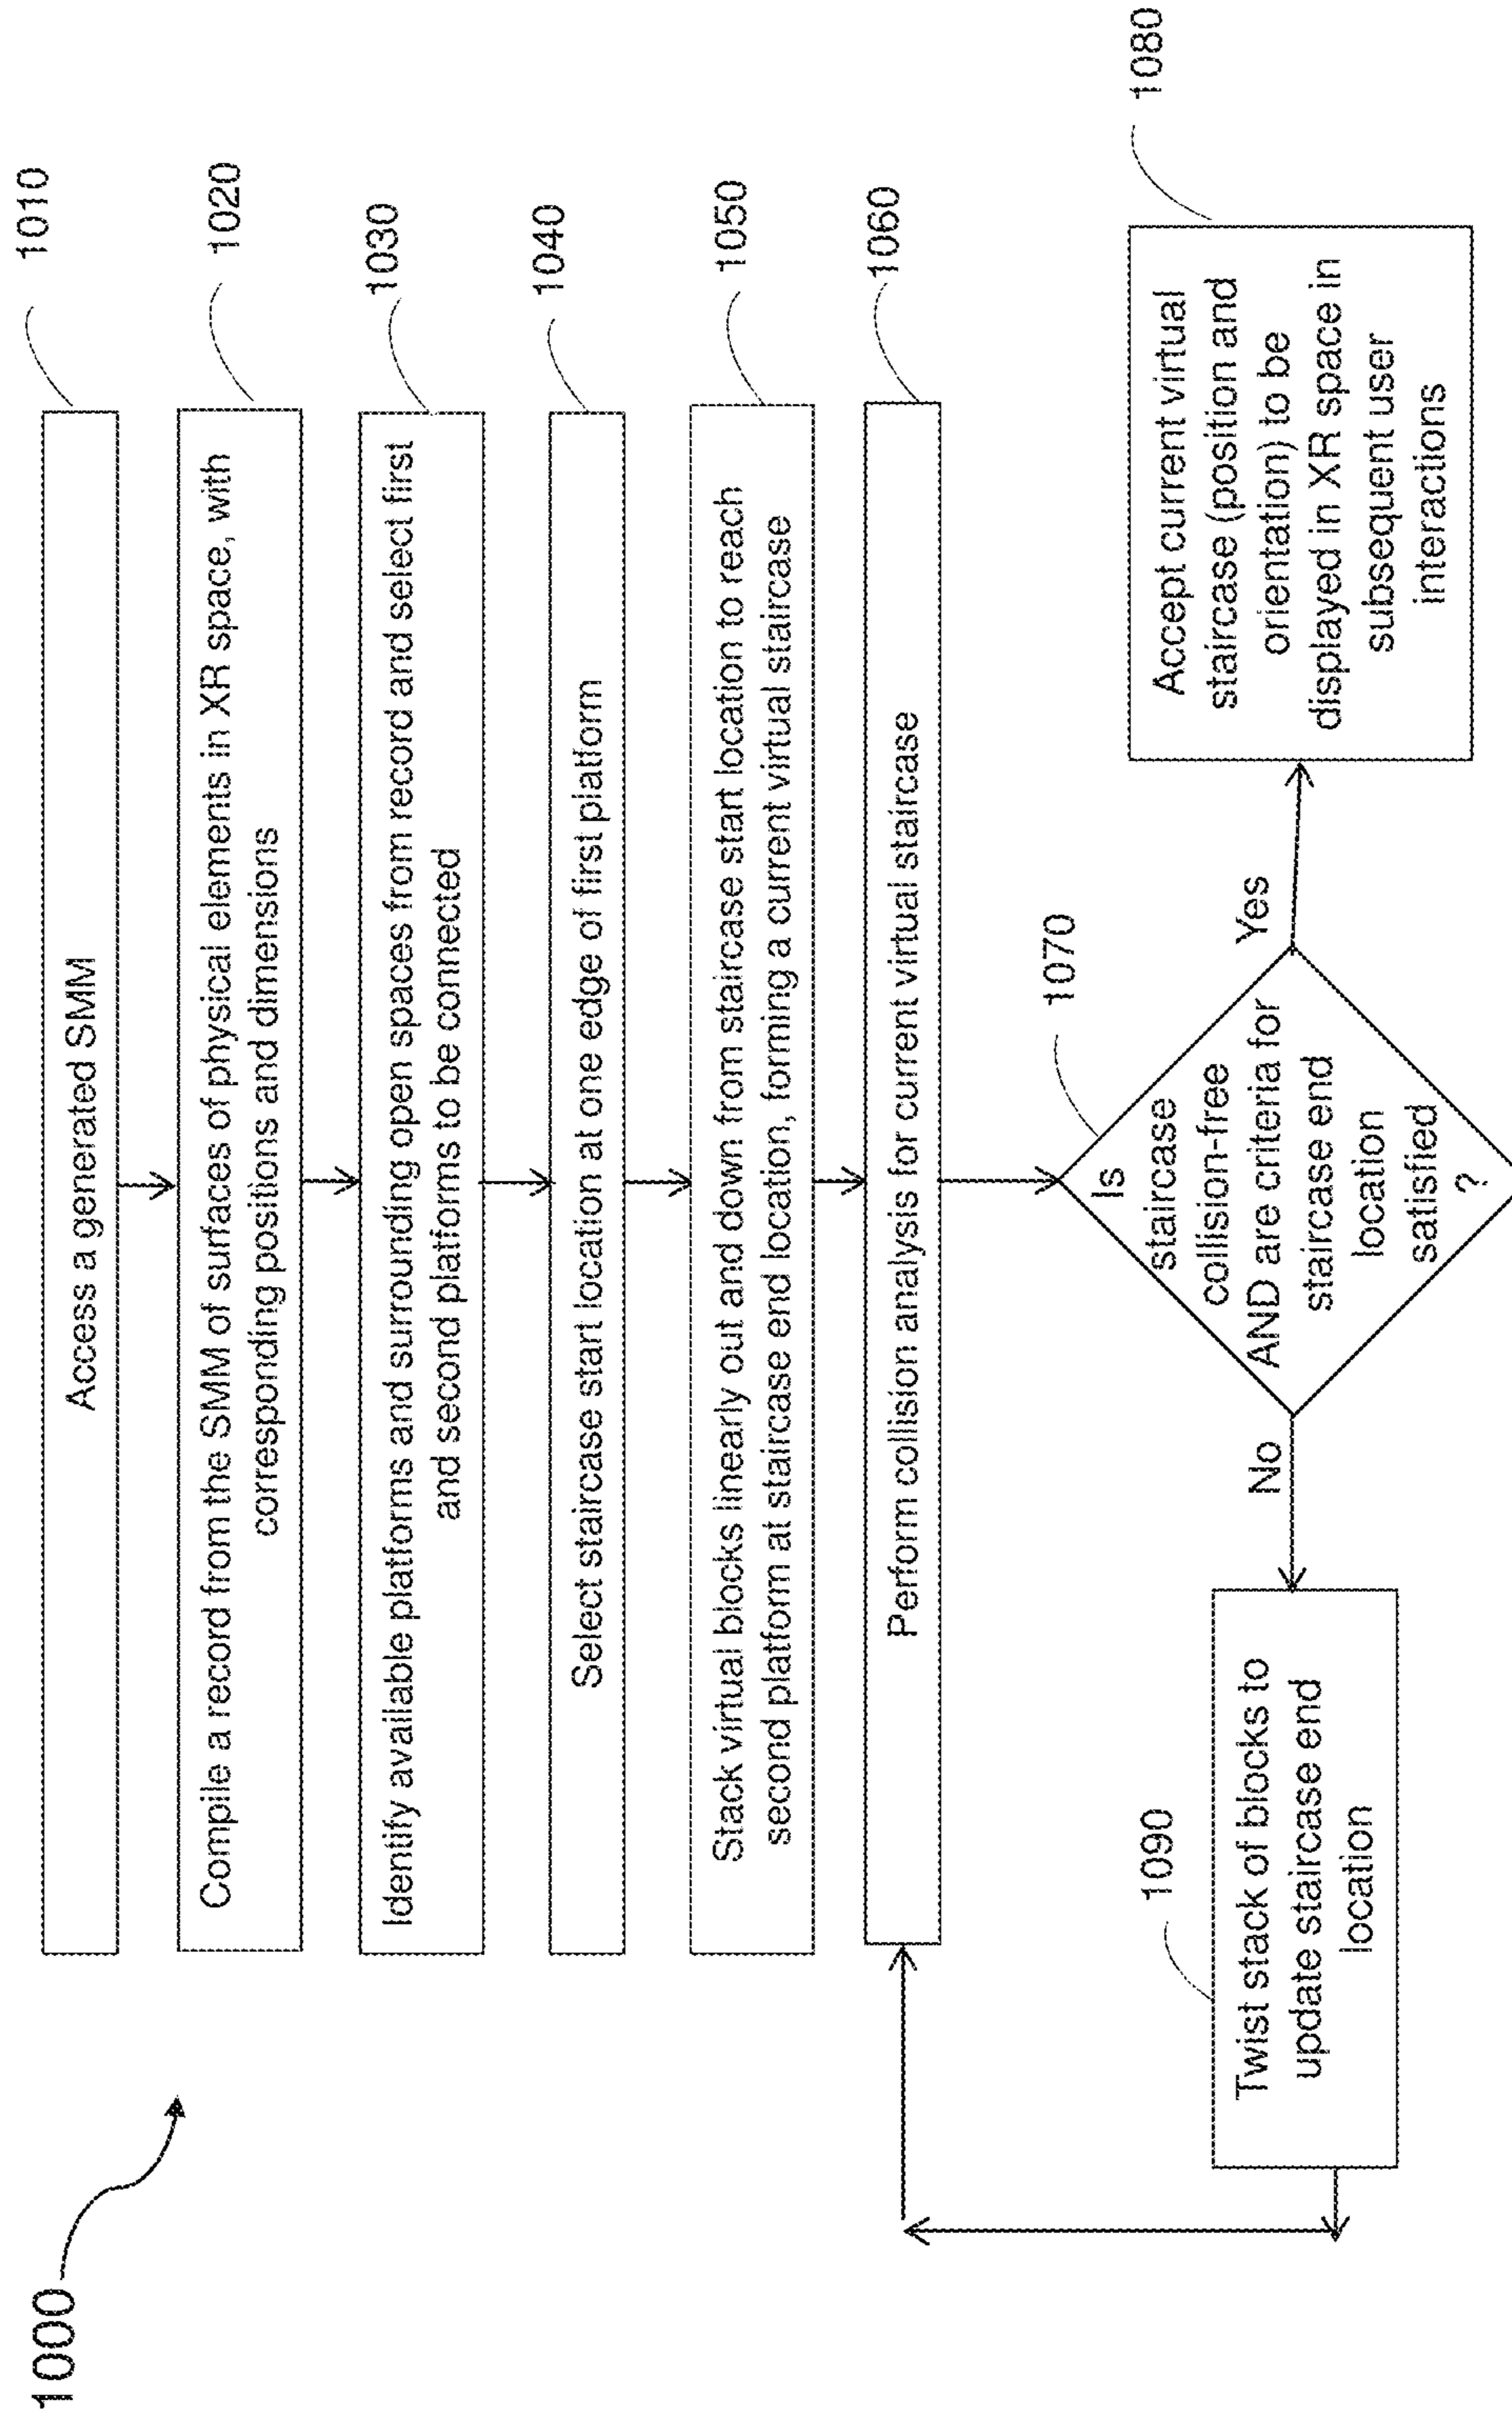 1000
1010
Access a generated SMM
1020
Compile a record from the SMM of surfaces of physical elements in XR space, with
corresponding positions and dimensions
1030
Identify available platforms and surrounding open spaces from record and select first
and second platforms to be connected
1040
Select staircase start location at one edge of first platform
1050
Stack virtual blocks linearly out and down from staircase start location to reach
second platform at staircase end location, forming a current virtual staircase
1060
Perform collision analysis for current virtual staircase
1070
Is
staircase
collision-free
AND are criteria for
staircase end
location
satisfied
?
No
Yes
1090
Twist stack of blocks to
update staircase end
location
1080
Accept current virtual
staircase (position and
orientation) to be
displayed in XR space in
subsequent user
interactions